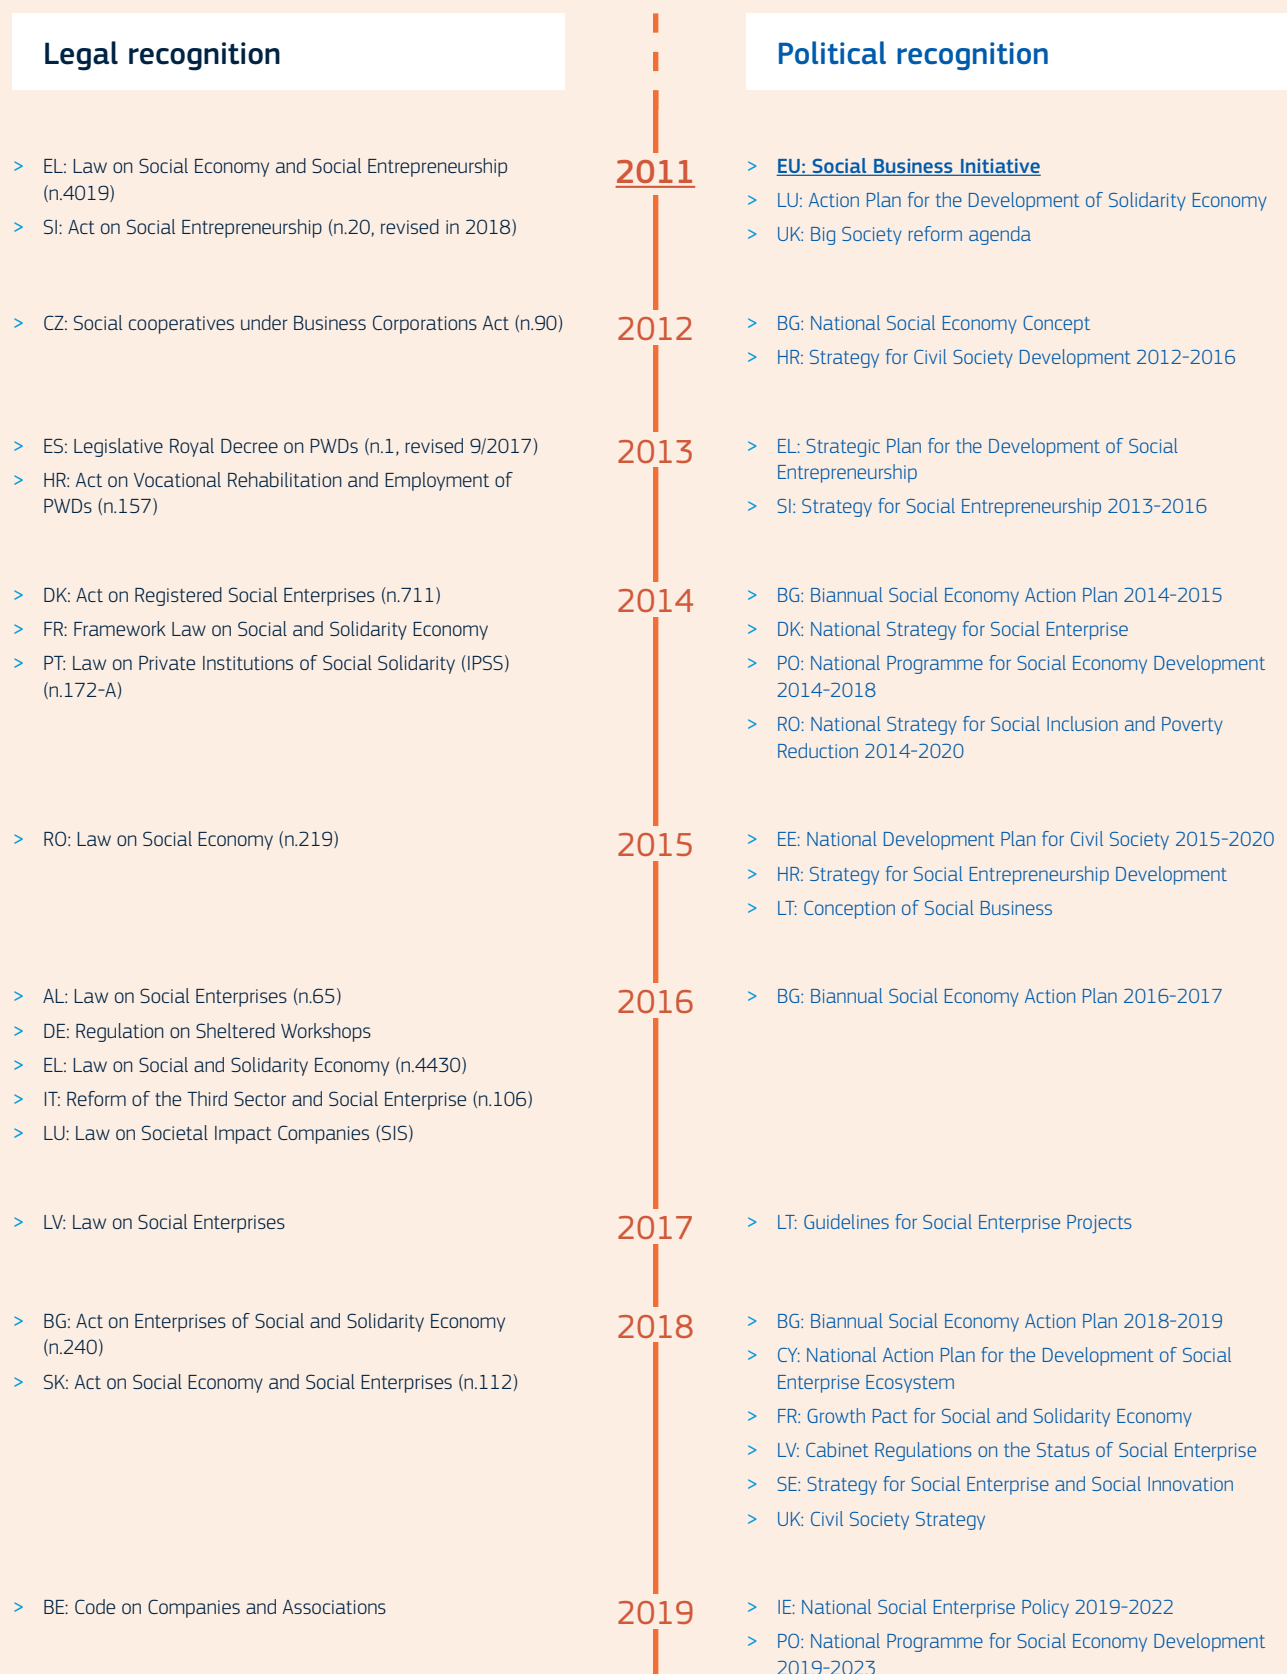 Legal recognition
Political recognition
2011
> EL: Law on Social Economy and Social Entrepreneurship
(n.4019)
> SI: Act on Social Entrepreneurship (n.20, revised in 2018)
> EU: Social Business Initiative
> LU: Action Plan for the Development of Solidarity Economy
> UK: Big Society reform agenda
2012
> CZ: Social cooperatives under Business Corporations Act (n.90)
> BG: National Social Economy Concept
> HR: Strategy for Civil Society Development 2012-2016
2013
> ES: Legislative Royal Decree on PWDs (n.1, revised 9/2017)
> HR: Act on Vocational Rehabilitation and Employment of
PWDs (n.157)
> EL: Strategic Plan for the Development of Social
Entrepreneurship
> SI: Strategy for Social Entrepreneurship 2013-2016
2014
> DK: Act on Registered Social Enterprises (n.711)
> FR: Framework Law on Social and Solidarity Economy
> PT: Law on Private Institutions of Social Solidarity (IPSS)
(n.172-A)
> BG: Biannual Social Economy Action Plan 2014-2015
> DK: National Strategy for Social Enterprise
> PO: National Programme for Social Economy Development
2014-2018
> RO: National Strategy for Social Inclusion and Poverty
Reduction 2014-2020
2015
> RO: Law on Social Economy (n.219)
> EE: National Development Plan for Civil Society 2015-2020
> HR: Strategy for Social Entrepreneurship Development
> LT: Conception of Social Business
2016
> AL: Law on Social Enterprises (n.65)
> DE: Regulation on Sheltered Workshops
> EL: Law on Social and Solidarity Economy (n.4430)
> IT: Reform of the Third Sector and Social Enterprise (n.106)
> LU: Law on Societal Impact Companies (SIS)
> BG: Biannual Social Economy Action Plan 2016-2017
2017
> LV: Law on Social Enterprises
> LT: Guidelines for Social Enterprise Projects
2018
> BG: Act on Enterprises of Social and Solidarity Economy
(n.240)
> SK: Act on Social Economy and Social Enterprises (n.112)
> BG: Biannual Social Economy Action Plan 2018-2019
> CY: National Action Plan for the Development of Social
Enterprise Ecosystem
> FR: Growth Pact for Social and Solidarity Economy
> LV: Cabinet Regulations on the Status of Social Enterprise
> SE: Strategy for Social Enterprise and Social Innovation
> UK: Civil Society Strategy
2019
> BE: Code on Companies and Associations
> IE: National Social Enterprise Policy 2019-2022
> PO: National Programme for Social Economy Development
2019-2023